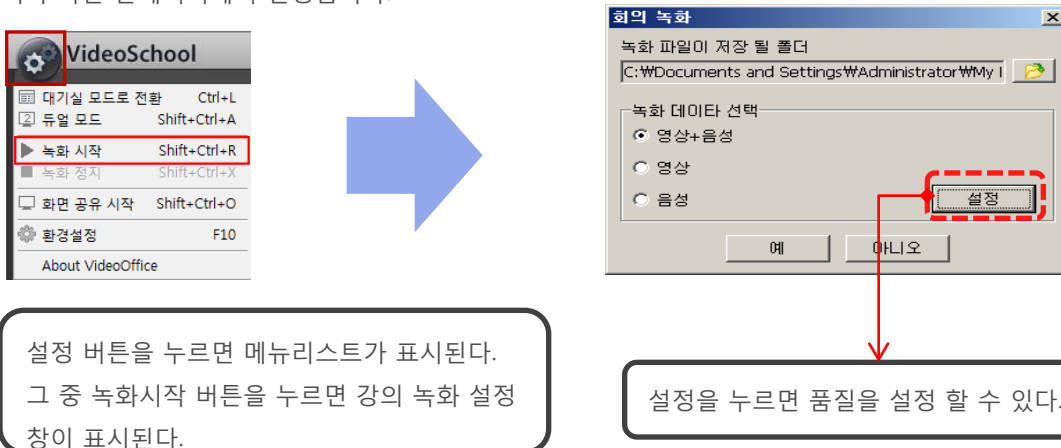 VideoSchool
대기실 모드로 전환 Ctrl+L
듀얼 모드 Shift+Ctrl+A
녹화 시작 Shift+Ctrl+R
녹화 정지 Shift+Ctrl+X
화면 공유 시작 Shift+Ctrl+O
환경설정 F10
About VideoOffice
설정 버튼을 누르면 메뉴리스트가 표시된다.
그 중 녹화시작 버튼을 누르면 강의 녹화 설정
창이 표시된다.
회의 녹화
녹화 파일이 저장 될 폴더
C:₩Documents and Settings₩Administrator₩My
녹화 데이타 선택
영상+음성
영상
음성
설정
예 아니오
설정을 누르면 품질을 설정 할 수 있다.